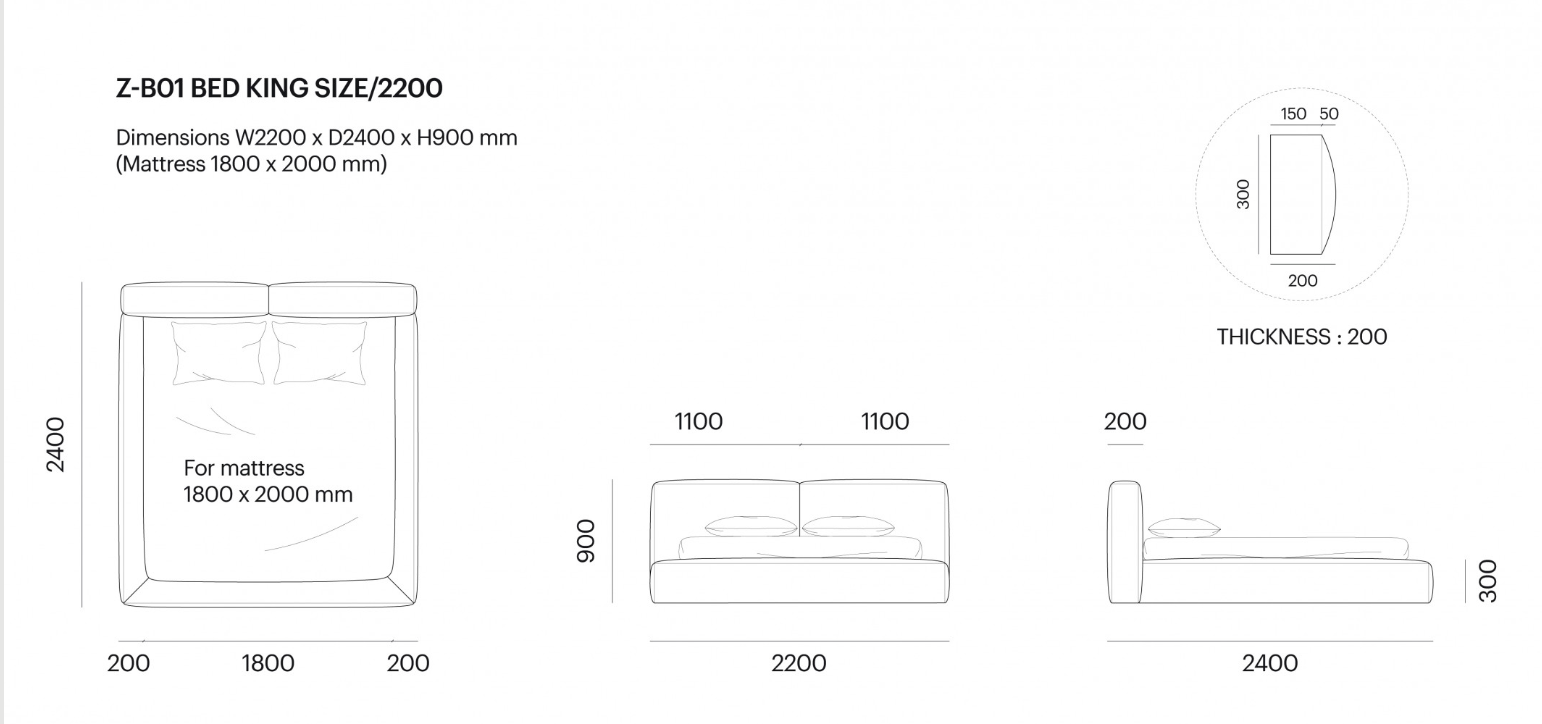 Z-B01 BED KING SIZE/2200
Dimensions W2200 x D2400 x H900 mm
(Mattress 1800 x 2000 mm)
150 50
300
200
THICKNESS : 200
2400
For mattress
1800 x 2000 mm
200 1800 200
1100 1100
900
2200
200
300
2400